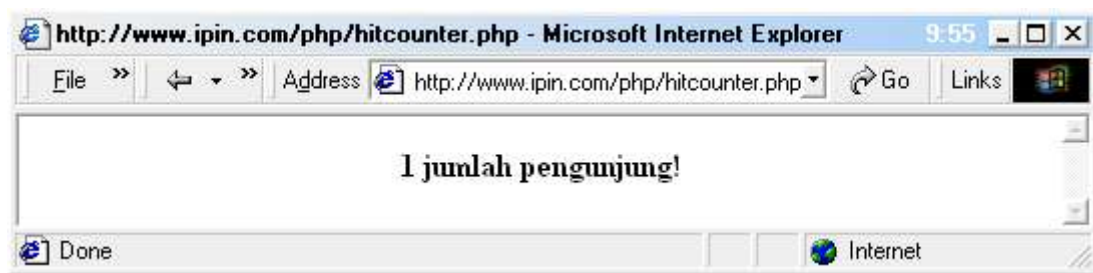 http://www.ipin.com/php/hitcounter.php - Microsoft Internet Explorer 9:55
File » » Address http://www.ipin.com/php/hitcounter.php Go Links
1 jumlah pengunjung!
Done Internet